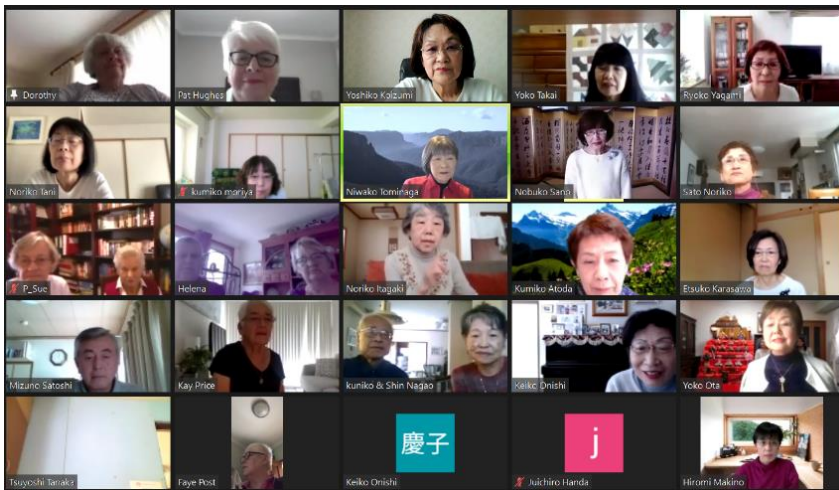 Dorothy
Pat Hughes
Yoshiko Koizumi
Yoko Takai
Ryoko Yagami
Noriko Tani
kumiko moriya
Niwako Tominaga
Nobuko Sano
Sato Noriko
P_Sue
Helena
Noriko Itagaki
Kumiko Atoda
Etsuko Karasawa
Mizuno Satoshi
Kay Price
kuniko & Shin Nagao
Keiko Onishi
Yoko Ota
Tsuyoshi Tanaka
Faye Post
慶子
Keiko Onishi
j
Juichiro Handa
Hiromi Makino